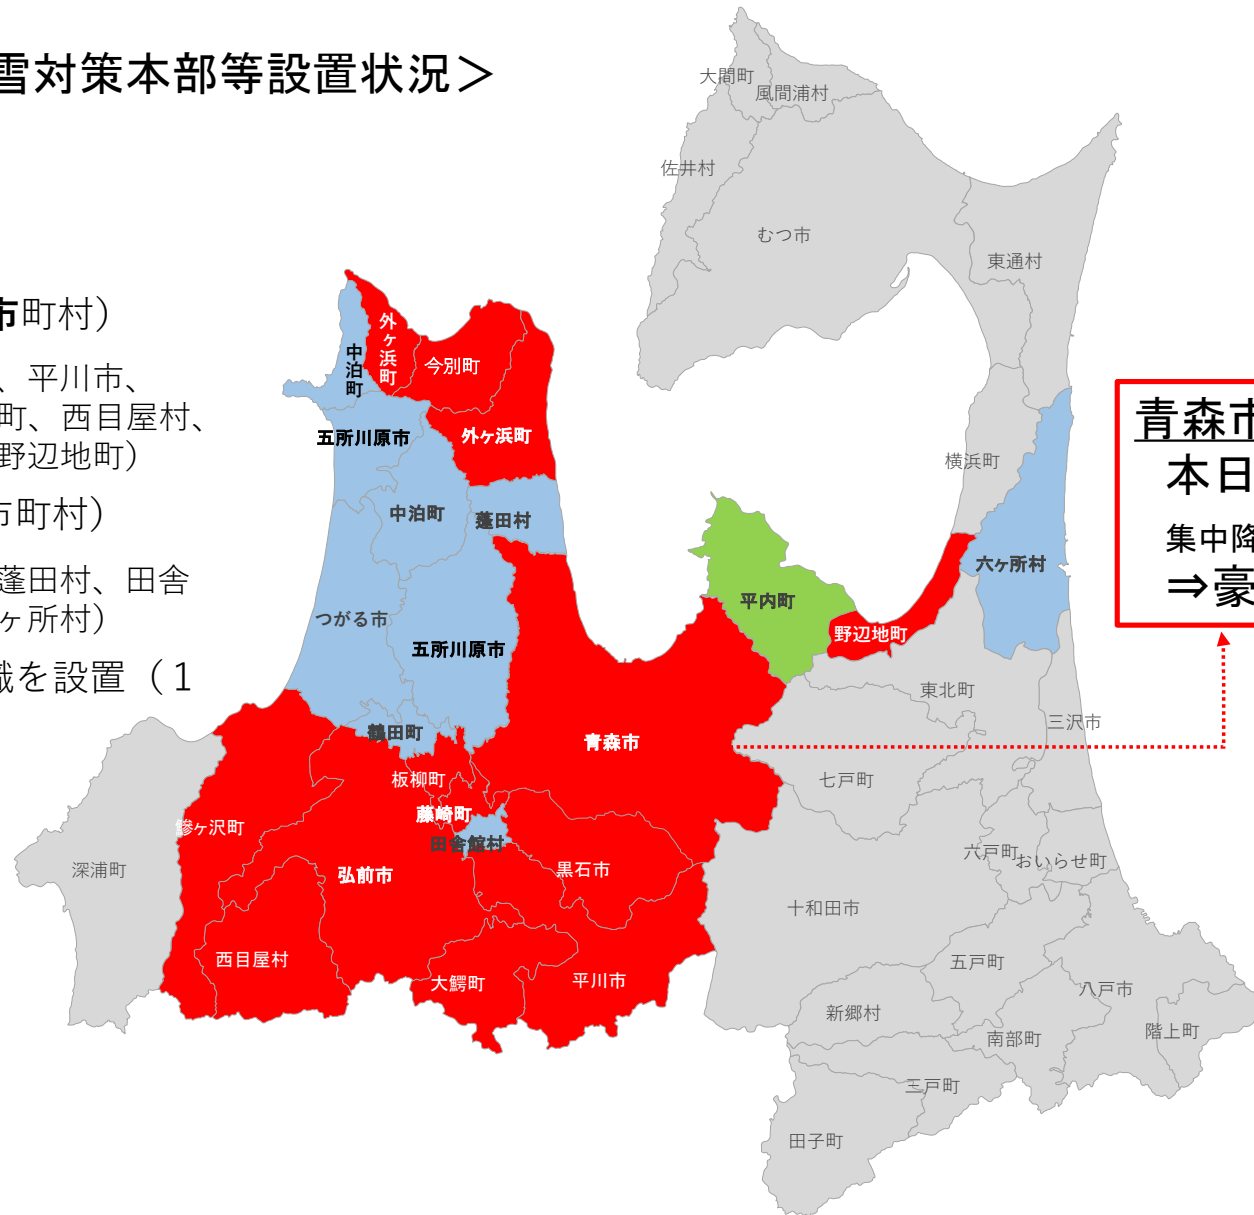 雪対策本部等設置状況＞
市町村）
、平川市、
町、西目屋村、
野辺地町）
市町村）
蓬田村、田舎
ヶ所村）
織を設置（１
青森市
本日
集中降
⇒豪
大間町
風間浦村
佐井村
むつ市
東通村
外ヶ浜町
今別町
中泊町
五所川原市
外ヶ浜町
横浜町
中泊町
蓬田村
六ヶ所村
平内町
つがる市
野辺地町
五所川原市
東北町
三沢市
鶴田町
青森市
板柳町
七戸町
藤崎町
鰺ヶ沢町
田舎館村
六戸町
おいらせ町
深浦町
弘前市
黒石市
十和田市
西目屋村
五戸町
大鰐町
平川市
八戸市
新郷村
南部町
階上町
三戸町
田子町